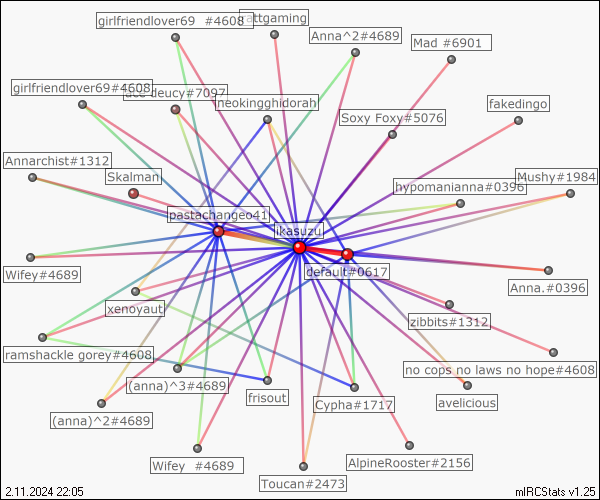 girlfriendlover69 #4608
attgaming
Anna^2#4689
Mad #6901
girlfriendlover69#4608
ace deucy#7097
neokingghidorah
Soxy Foxy#5076
fakedingo
Annarchist#1312
Skalman
hypomanianna#0396
Mushy#1984
pastachangeo41
ikasuzu
Wifey#4689
default#0617
Anna.#0396
xenoyaut
zibbits#1312
ramshackle gorey#4608
(anna)^3#4689
frisout
Cypha#1717
no cops no laws no hope#4608
avelicious
(anna)^2#4689
Wifey #4689
Toucan#2473
AlpineRooster#2156
2.11.2024 22:05
mIRCStats v1.25